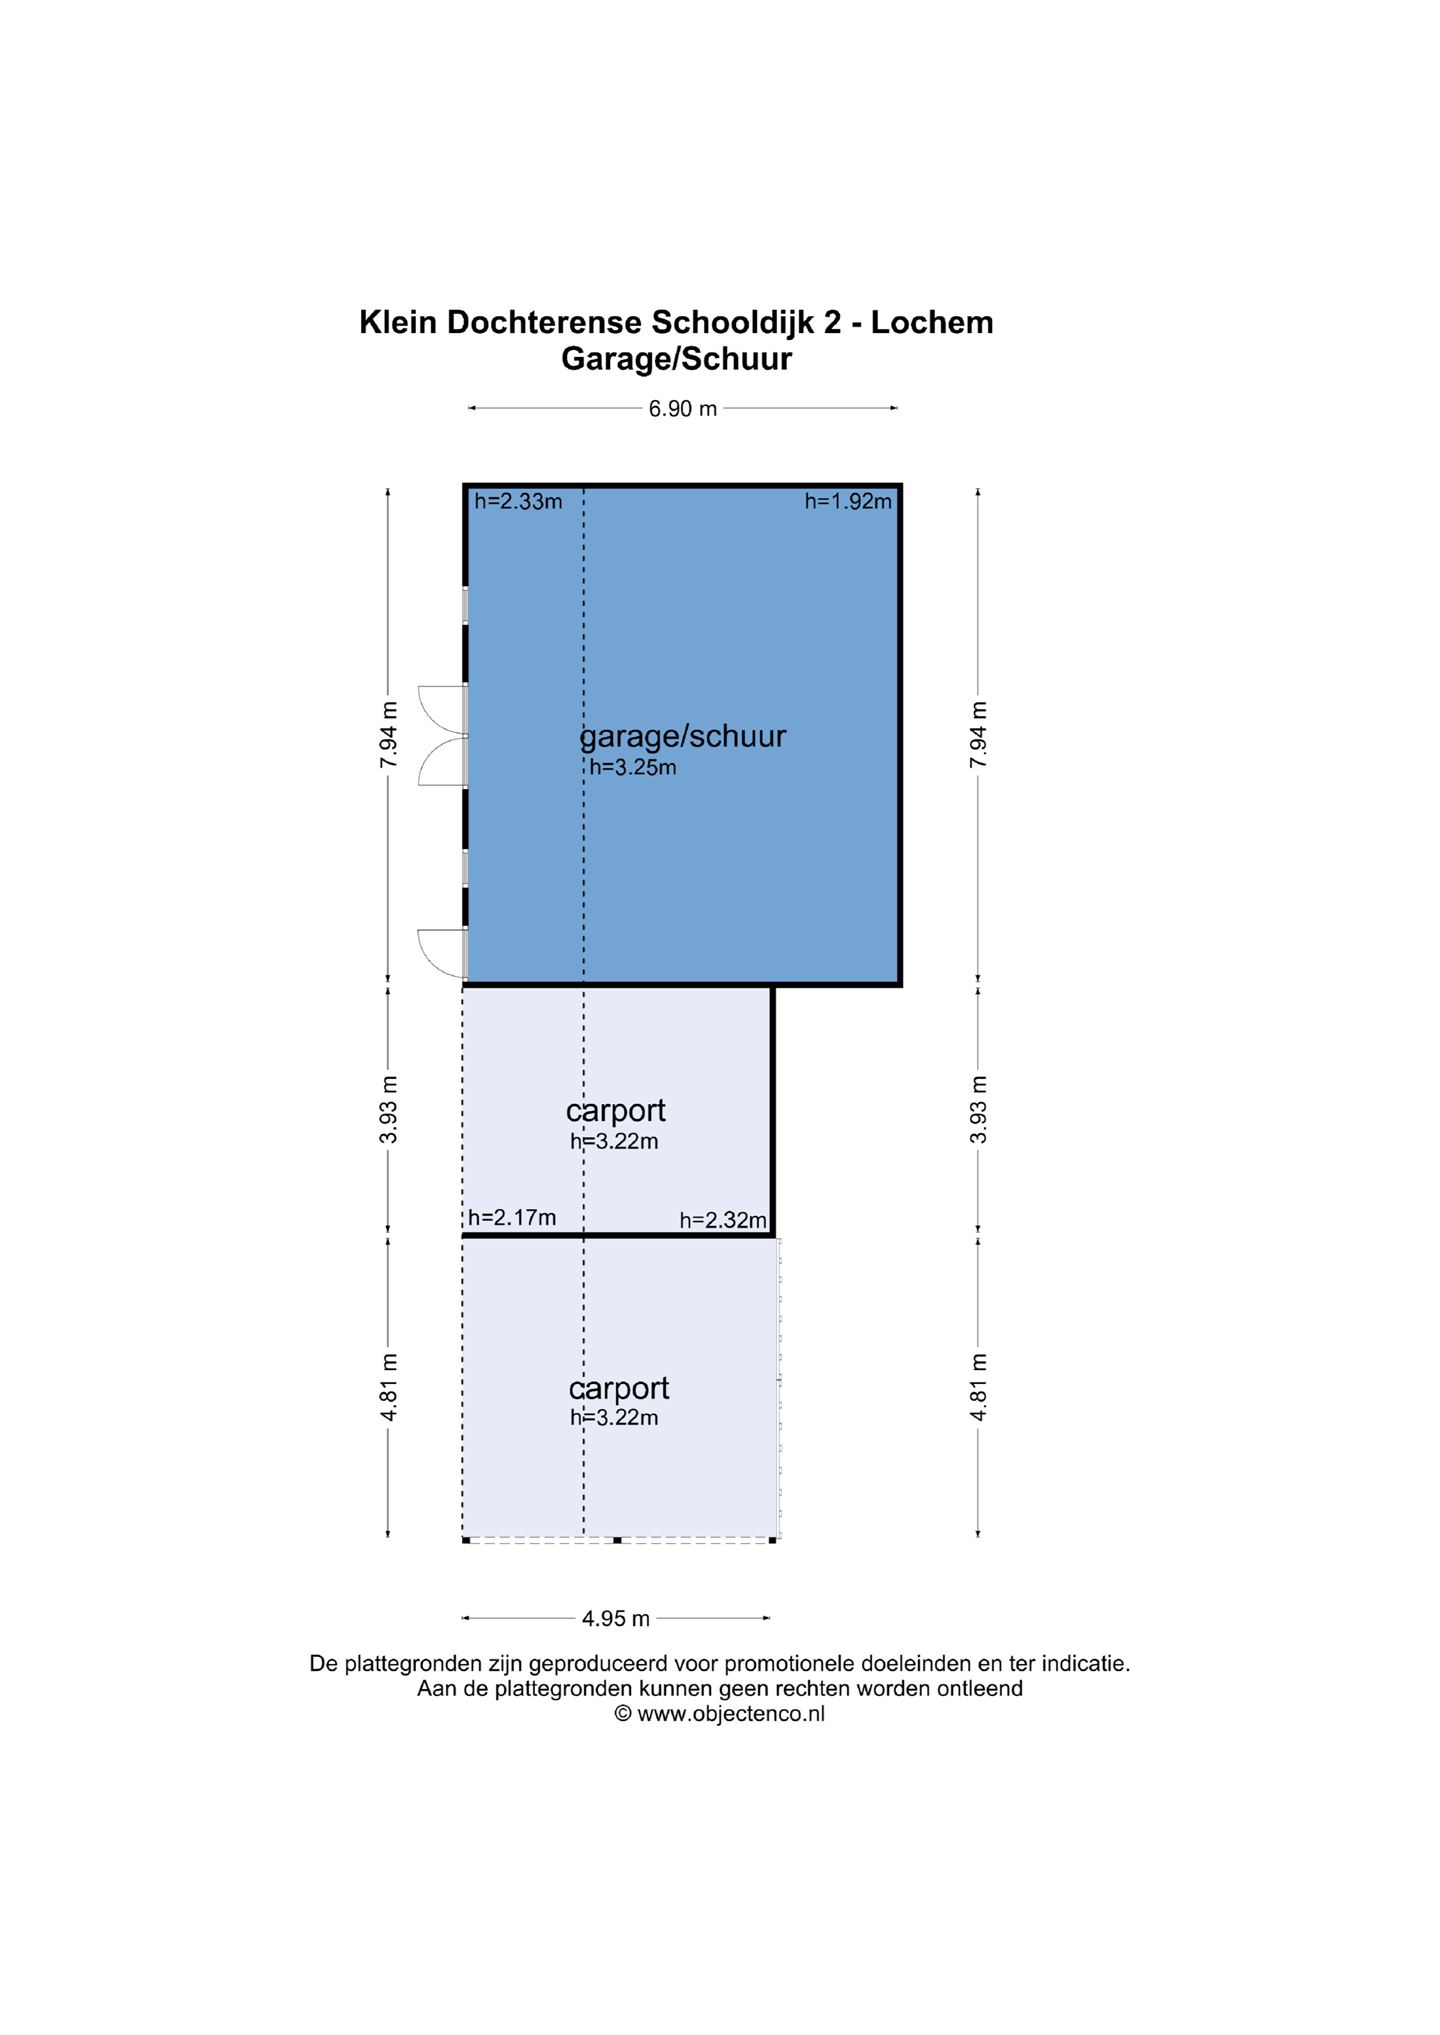 Klein Dochterense Schooldijk 2 - Lochem
Garage/Schuur
6.90 m
h=2.33m
h=1.92m
7.94 m
garage/schuur
h=3.25m
7.94 m
3.93 m
carport
h=3.22m
3.93 m
h=2.17m
h=2.32m
4.81 m
carport
h=3.22m
4.81 m
4.95 m
De plattegronden zijn geproduceerd voor promotionele doeleinden en ter indicatie.
Aan de plattegronden kunnen geen rechten worden ontleend
© www.objectenco.nl